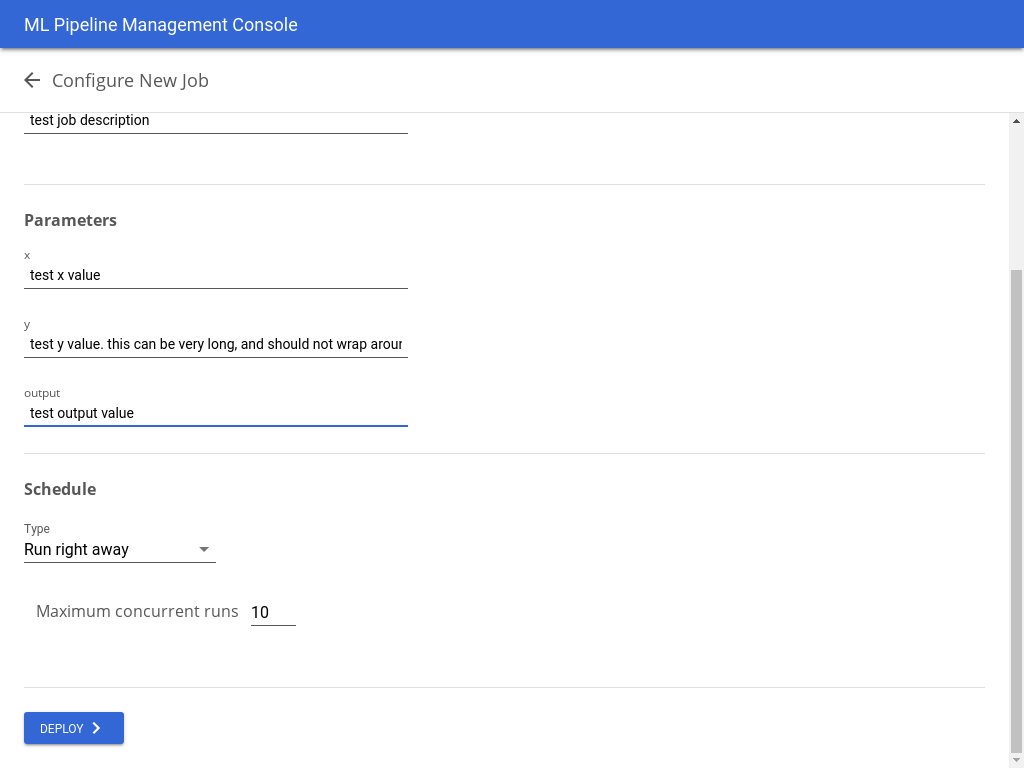 ML Pipeline Management Console
Configure New Job
test job description
Parameters
x
test x value
y
test y value. this can be very long, and should not wrap
output
test output value
Schedule
Type
Run right away
Maximum concurrent runs 10
DEPLOY